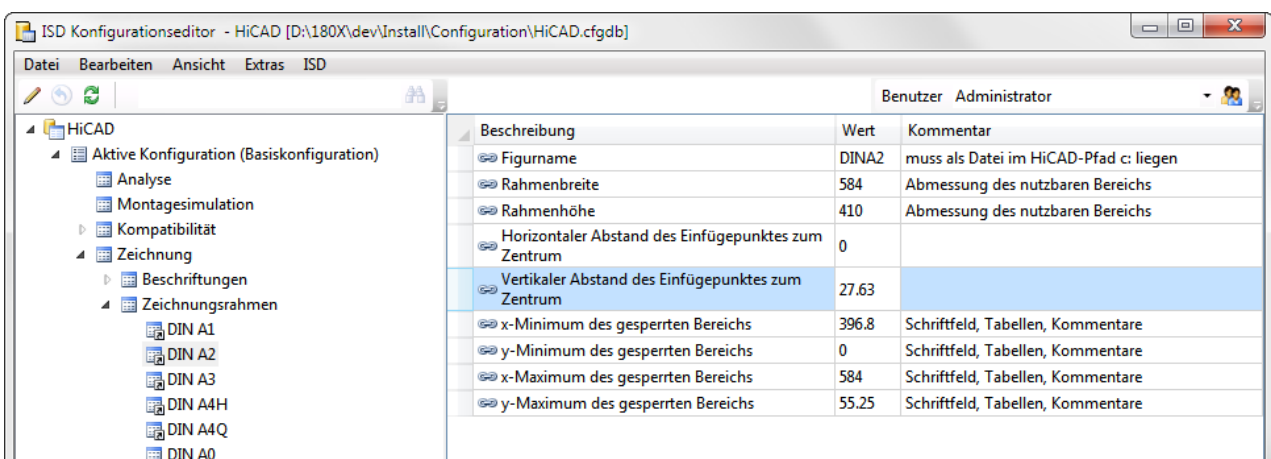 ISD Konfigurationseditor - HiCAD [D:\180X\dev\Install\Configuration\HiCAD.cfgdb]
Datei Bearbeiten Ansicht Extras ISD
Benutzer Administrator
HiCAD
Aktive Konfiguration (Basiskonfiguration)
Analyse
Montagesimulation
Kompatibilität
Zeichnung
Beschriftungen
Zeichnungsrahmen
DIN A1
DIN A2
DIN A3
DIN A4H
DIN A4Q
DIN A0
Beschreibung Wert Kommentar
Figurname DINA2 muss als Datei im HiCAD-Pfad c: liegen
Rahmenbreite 584 Abmessung des nutzbaren Bereichs
Rahmenhöhe 410 Abmessung des nutzbaren Bereichs
Horizontaler Abstand des Einfügepunktes zum
Zentrum 0
Vertikaler Abstand des Einfügepunktes zum
Zentrum 27.63
x-Minimum des gesperrten Bereichs 396.8 Schriftfeld, Tabellen, Kommentare
y-Minimum des gesperrten Bereichs 0 Schriftfeld, Tabellen, Kommentare
x-Maximum des gesperrten Bereichs 584 Schriftfeld, Tabellen, Kommentare
y-Maximum des gesperrten Bereichs 55.25 Schriftfeld, Tabellen, Kommentare